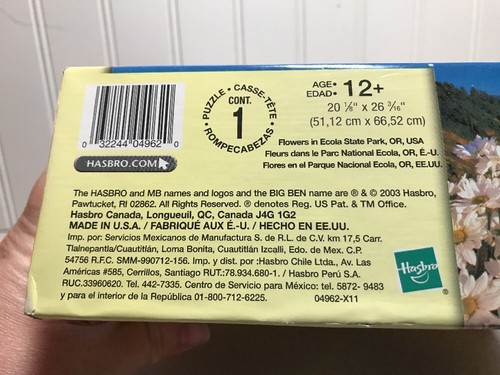 0 32244 04962 0
HASBRO.COM
PUZZLE • CASSE-TÊTE • ROMPECABEZAS •
CONT.
1
AGE• EDAD• 12+
20 ⅛" x 26 3⁄16"
(51,12 cm x 66,52 cm)
Flowers in Ecola State Park, OR, USA
Fleurs dans le Parc National Ecola, OR, É.-U.
Flores en el Parque Nacional Ecola, OR, EE.UU.
The HASBRO and MB names and logos and the BIG BEN name are ® & © 2003 Hasbro,
Pawtucket, RI 02862. All Rights Reserved. ® denotes Reg. US Pat. & TM Office.
Hasbro Canada, Longueuil, QC, Canada J4G 1G2
MADE IN U.S.A. / FABRIQUÉ AUX É.-U. / HECHO EN EE.UU.
Imp. por: Servicios Mexicanos de Manufactura S. de R.L. de C.V. km 17,5 Carr.
Tlalnepantla/Cuautitlán, Loma Bonita, Cuautitlán Izcalli, Edo. de Mex. C.P.
54756 R.F.C. SMM-990712-156. Imp. y dist. por :Hasbro Chile Ltda., Av. Las
Américas #585, Cerrillos, Santiago RUT.:78.934.680-1. / Hasbro Perú S.A.
RUC.33960620. Tel. 442-7335. Centro de Servicio para México: tel. 5872- 9483
y para el interior de la República 01-800-712-6225.
04962-X11
Hasbro
®